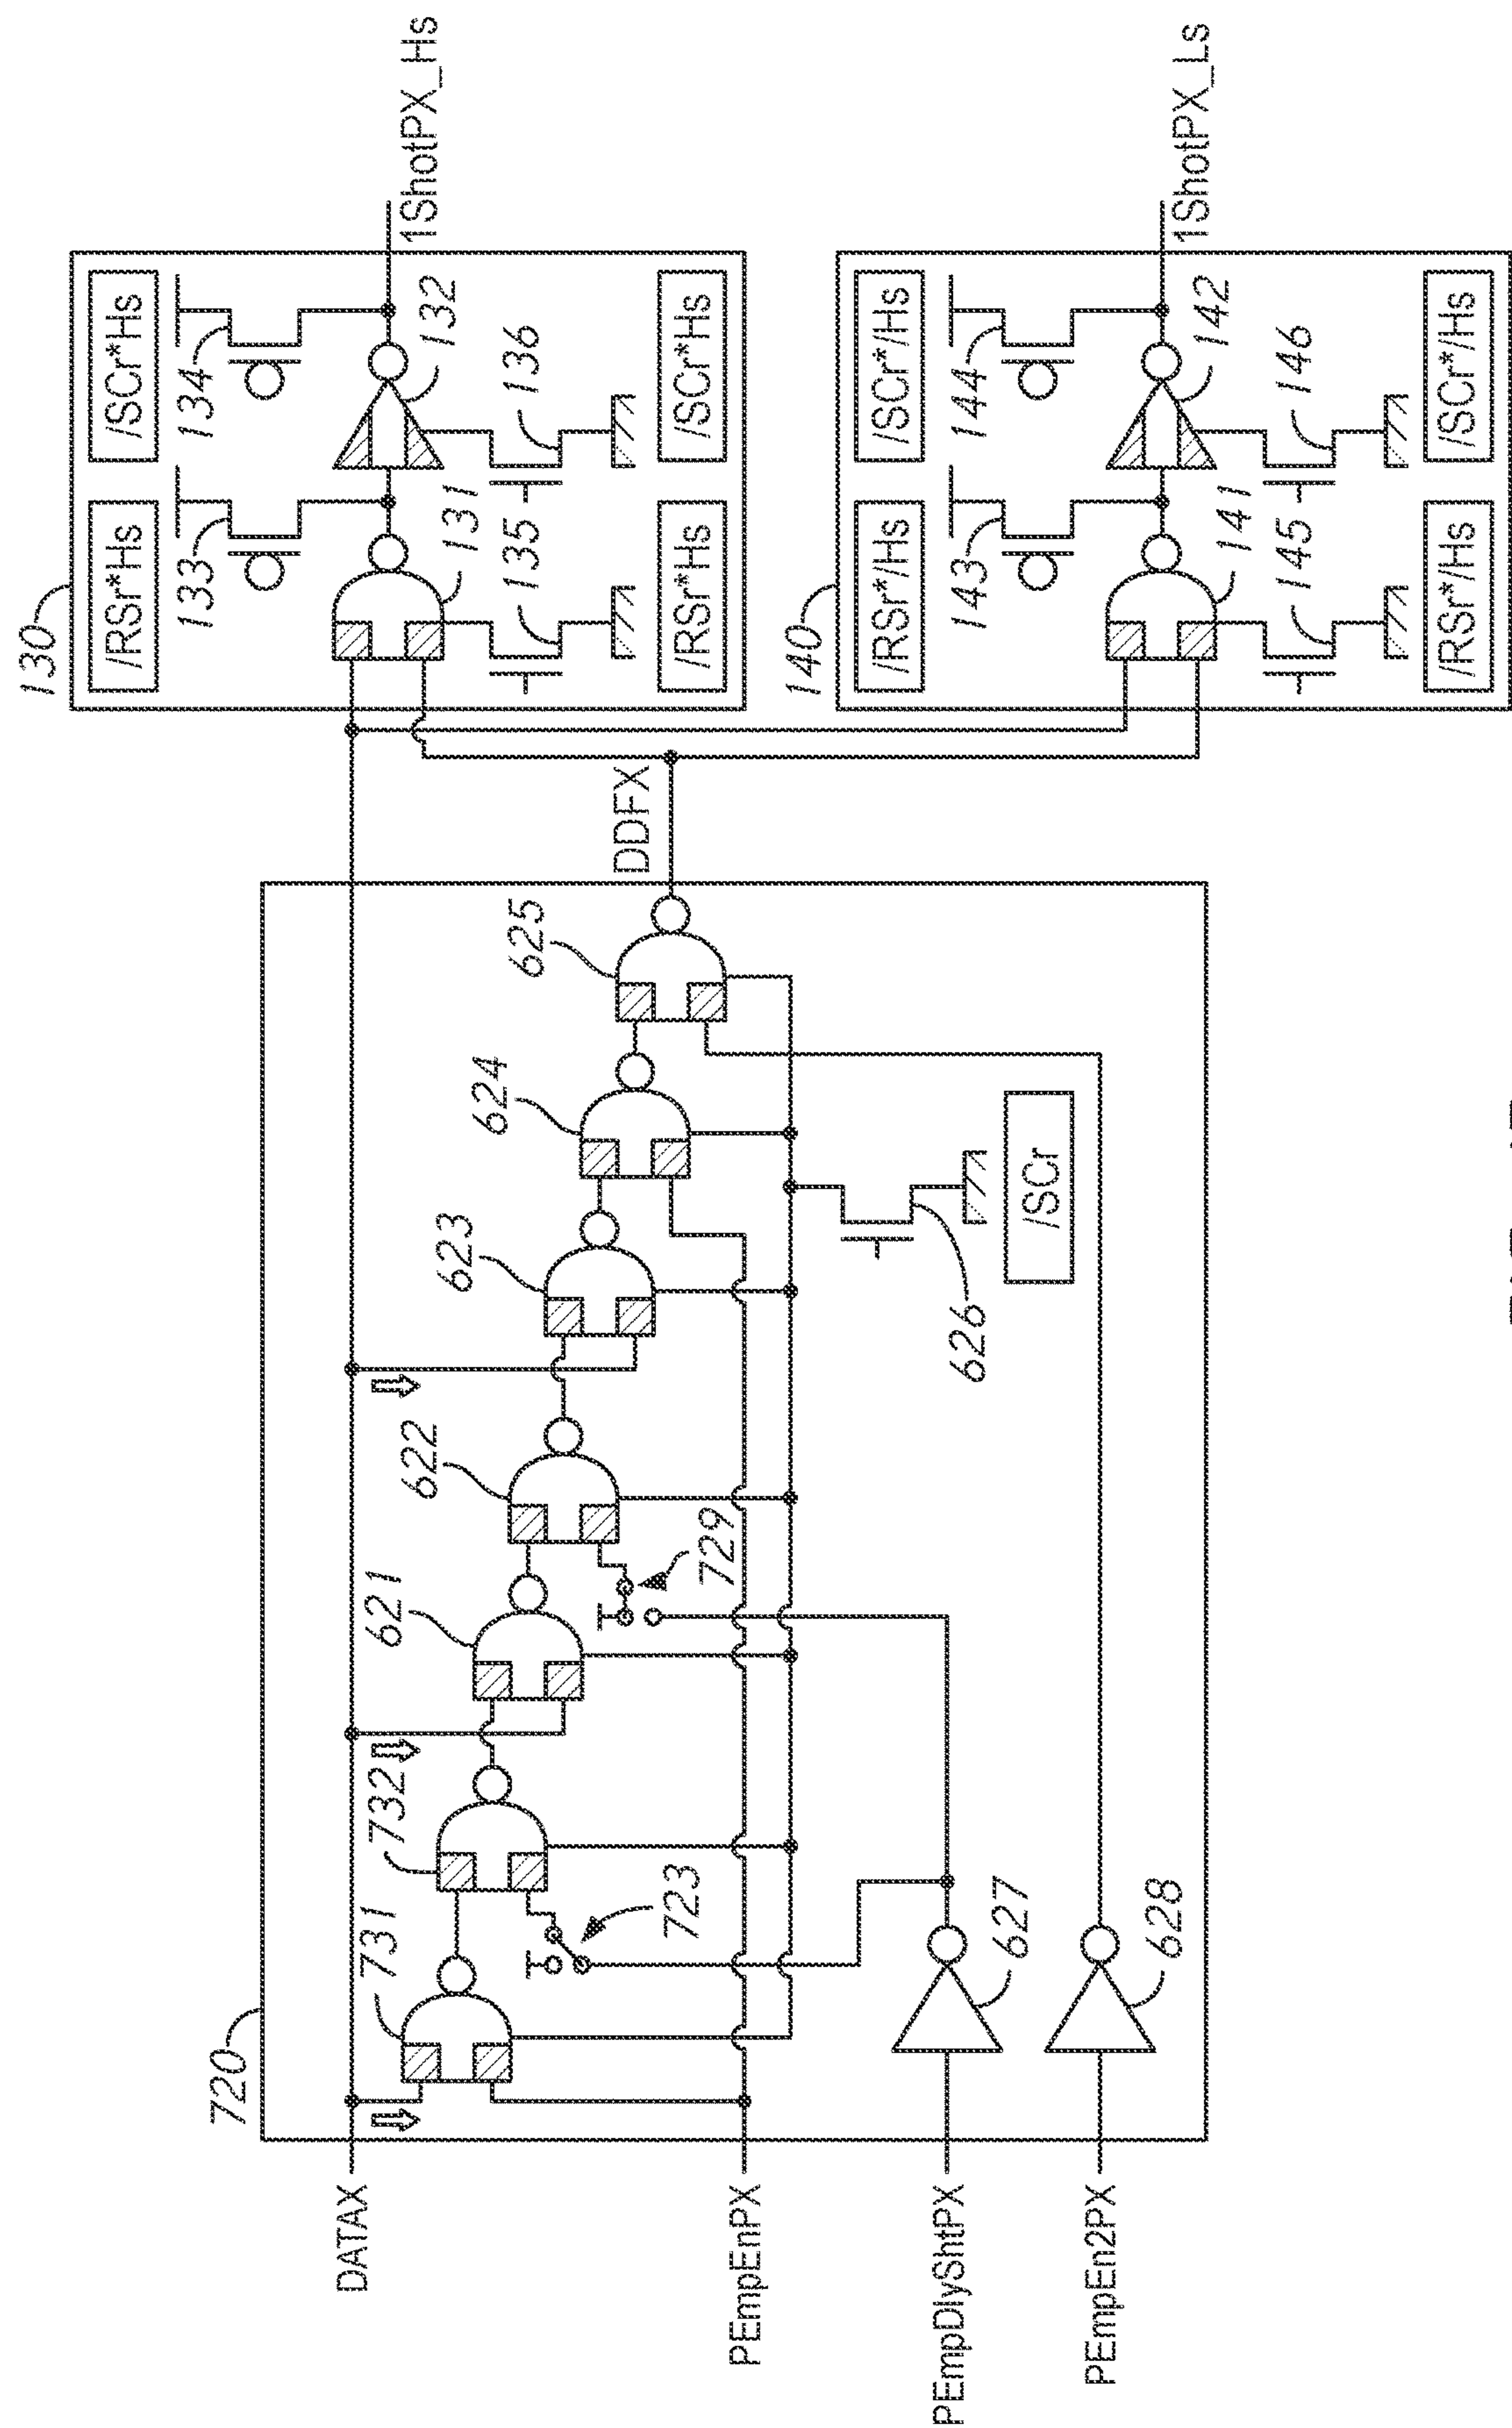 720
DATAX
PEmpEnPX
PEmpDlyShtPX
PEmpEn2PX
731
732
621
622
623
624
625
723
729
627
628
626
/SCr
DDFX
130
/RSr*Hs
/SCr*Hs
133
134
131
132
135
136
/RSr*Hs
/SCr*Hs
1ShotPX_Hs
140
/RSr*/Hs
/SCr*/Hs
143
144
141
142
145
146
/RSr*/Hs
/SCr*/Hs
1ShotPX_Ls